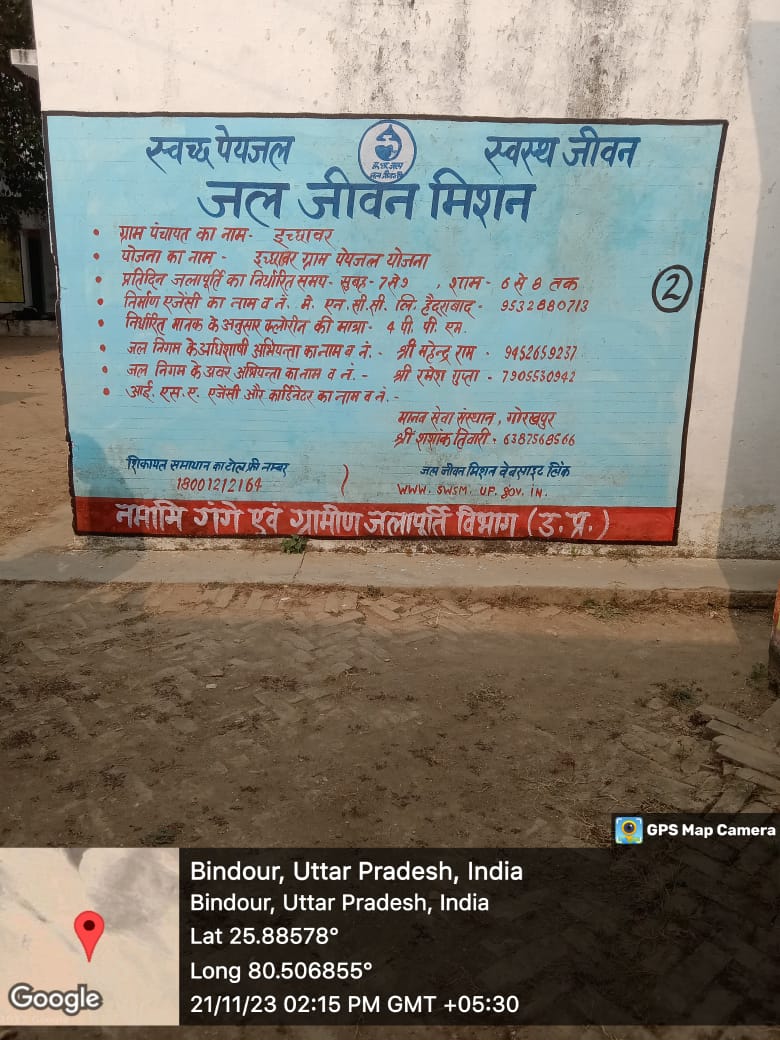 स्वच्छ पेयजल
स्वस्थ जीवन
जल जीवन मिशन
• ग्राम पंचायत का नाम - इच्छावर
• योजना का नाम - इच्छावर ग्राम पेयजल योजना
• प्रतिदिन जलापूर्ति का निर्धारित समय - सुबह - 7 से 9 , शाम - 6 से 8 तक
• निर्माण एजेंसी का नाम व नं. मे. एन. सी. सी. लि. हैदराबाद - 9532880713
• निर्धारित मानक के अनुसार क्लोरीन की मात्रा - 4 पी. पी. एम.
• जल निगम के अधिशाषी अभियन्ता का नाम व नं. - श्री महेन्द्र राम - 9452659237
• जल निगम के अवर अभियन्ता का नाम व नं. - श्री रमेश गुप्ता - 7905530942
• आई. एस. ए. एजेंसी और कार्डिनेटर का नाम व नं. -
मानव सेवा संस्थान, गोरखपुर
श्री शशांक तिवारी - 6387568566
शिकायत समाधान का टोल फ्री नम्बर
18001212164
जल जीवन मिशन वेबसाइट लिंक
WWW. SWSM. UP. GOV. IN.
नमामि गंगे एवं ग्रामीण जलापूर्ति विभाग (उ. प्र.)
2
GPS Map Camera
Bindour, Uttar Pradesh, India
Bindour, Uttar Pradesh, India
Lat 25.88578°
Long 80.506855°
21/11/23 02:15 PM GMT +05:30
Google